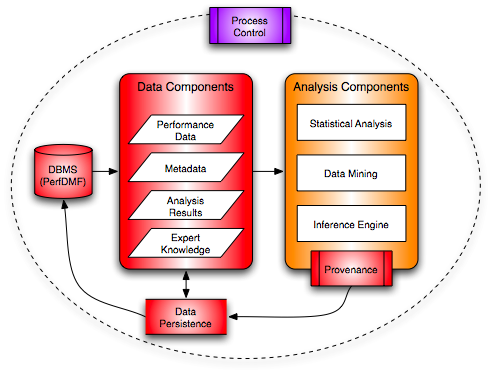 Process
Control
Data Components
Analysis Components
Performance
Data
Statistical Analysis
DBMS
(PerfDMF)
Metadata
Data Mining
Analysis
Results
Inference Engine
Expert
Knowledge
Provenance
Data
Persistence